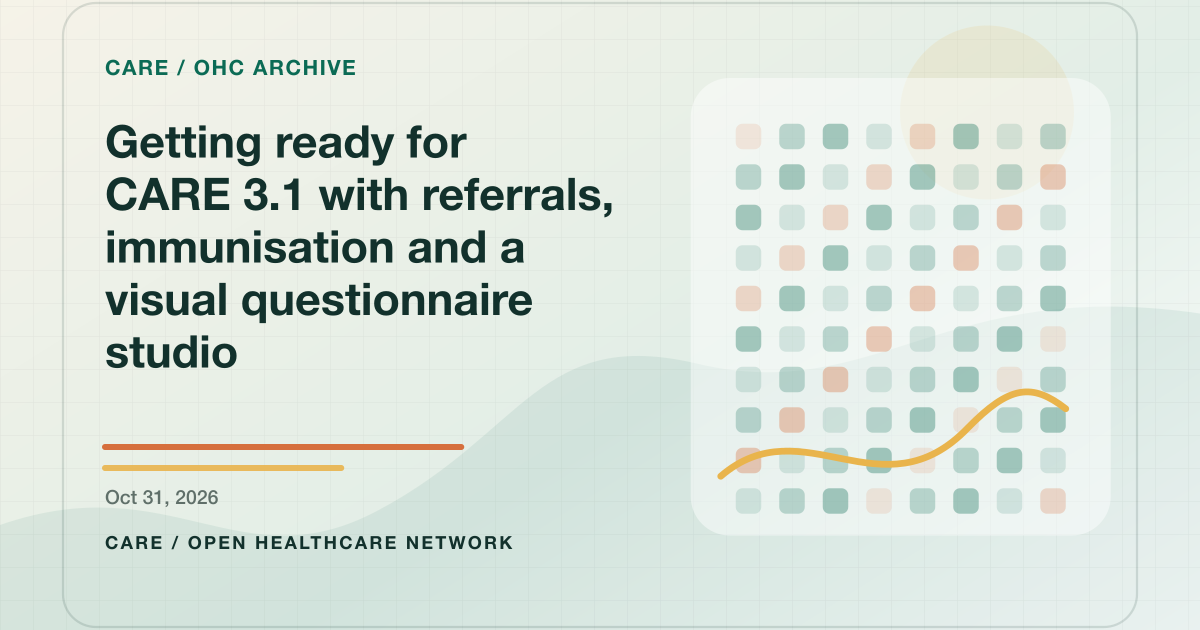 CARE / OHC ARCHIVE
Getting ready for
CARE 3.1 with referrals,
immunisation and a
visual questionnaire
studio
Oct 31, 2026
CARE / OPEN HEALTHCARE NETWORK